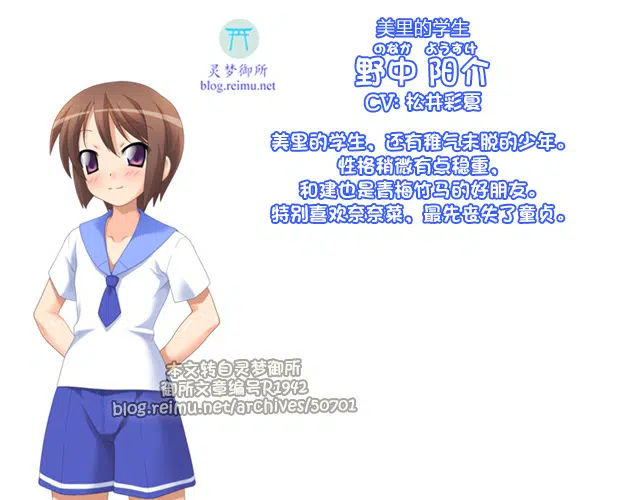 美里的学生
のなか ようすけ
野中 阳介
CV: 松井彩夏
灵梦御所
blog.reimu.net
美里的学生，还有稚气未脱的少年。
性格稍微有点稳重，
和建也是青梅竹马的好朋友。
特别喜欢奈奈菜，最先丧失了童贞。
本文转自灵梦御所
御所文章编号R1942
blog.reimu.net/archives/50701